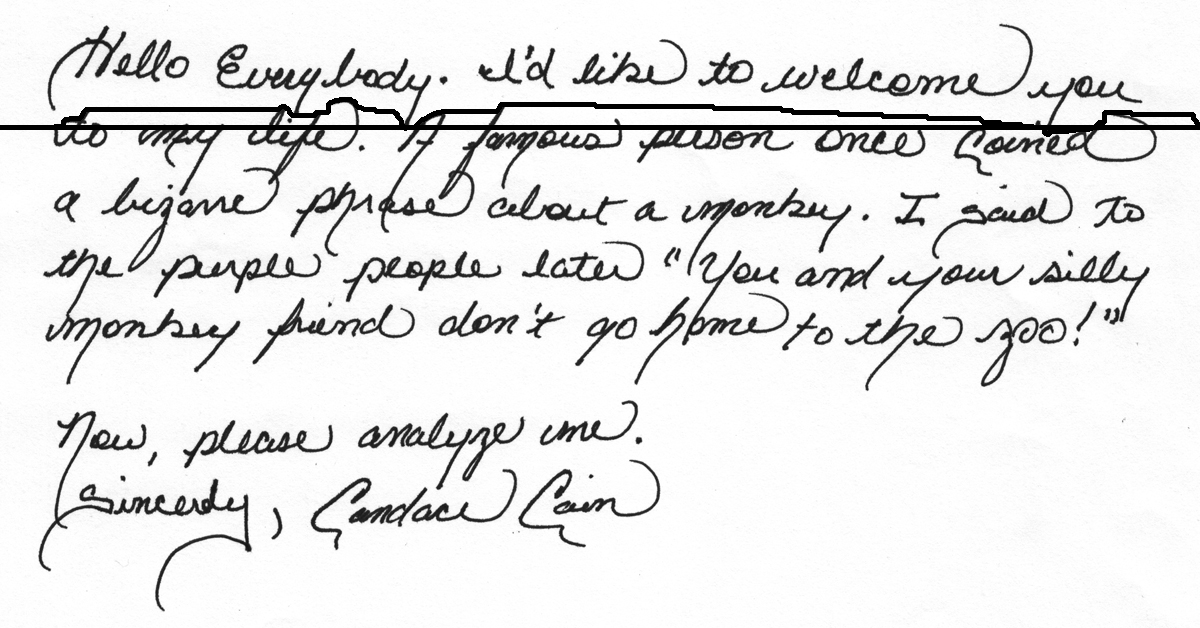 Hello Everybody. I'd like to welcome you
to my life. A famous person once coined
a bizarre phrase about a monkey. I said to
the purple people later "You and your silly
monkey friend don't go home to the zoo!"
Now, please analyze me.
Sincerely, Candace Cain